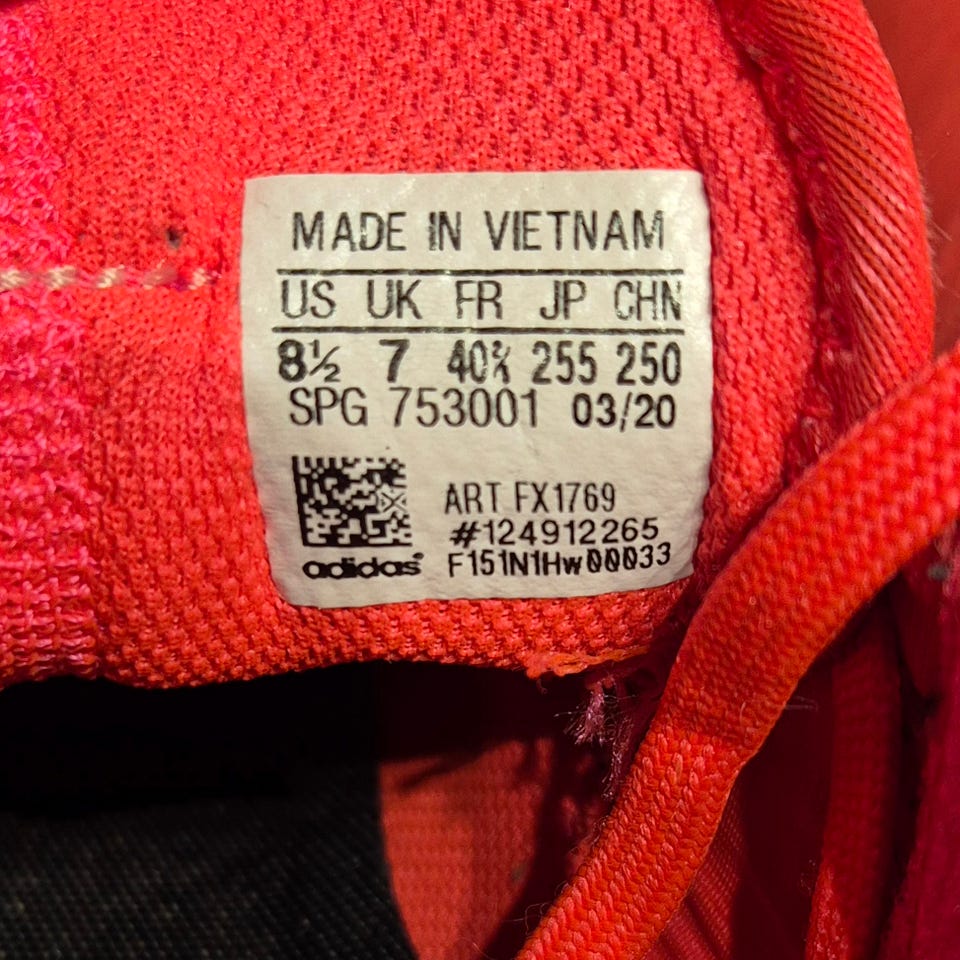 MADE IN VIETNAM
US UK FR JP CHN
8½ 7 40⅔ 255 250
SPG 753001 03/20
ART FX1769
#124912265
adidas® F151N1Hw00033